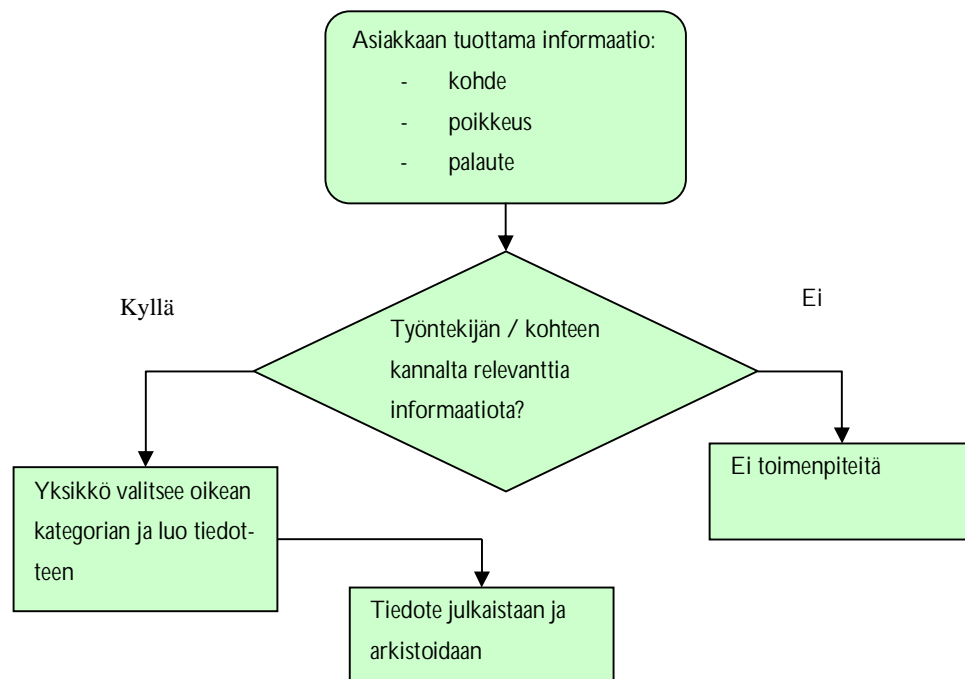 Asiakkaan tuottama informaatio:
- kohde
- poikkeus
- palaute
Kyllä
Ei
Työntekijän / kohteen
kannalta relevanttia
informaatiota?
Yksikkö valitsee oikean
kategorian ja luo tiedot-
teen
Ei toimenpiteitä
Tiedote julkaistaan ja
arkistoidaan